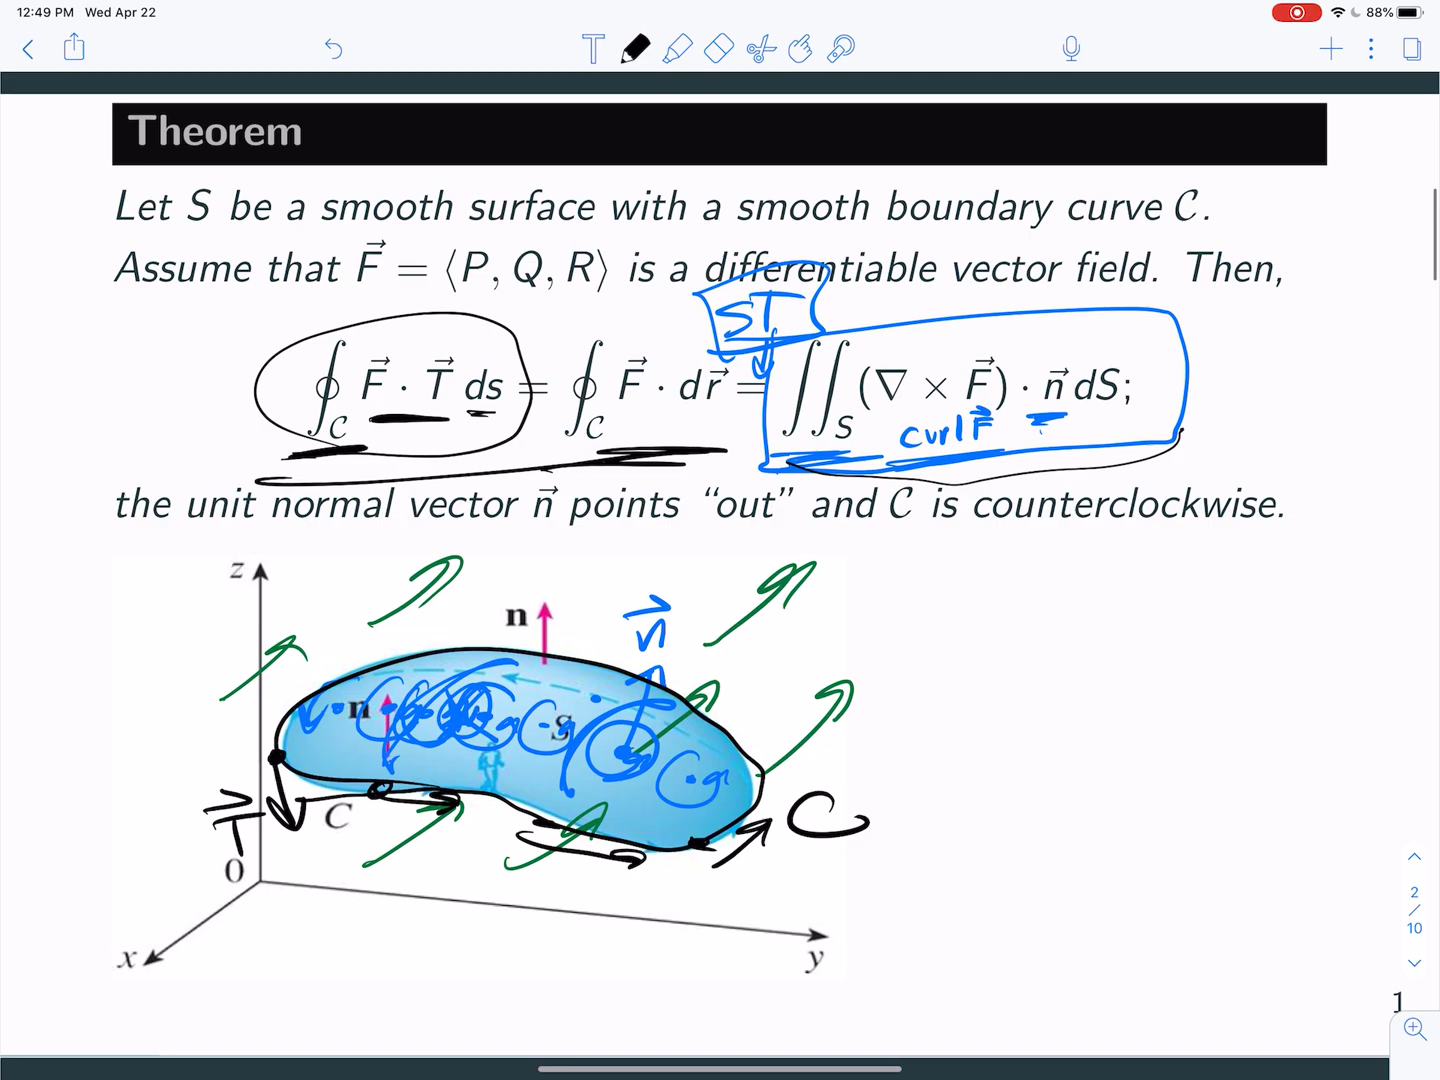 12:49 PM Wed Apr 22
88%
T
Theorem
Let S be a smooth surface with a smooth boundary curve C.
Assume that F⃗ = ⟨P, Q, R⟩ is a differentiable vector field. Then,
ST
∮_C F⃗ · T⃗ ds = ∮_C F⃗ · dr⃗ = ∬_S (∇ × F⃗) · n⃗ dS;
curl F⃗
the unit normal vector n⃗ points “out” and C is counterclockwise.
z
n
n⃗
n
S
T⃗
C
C
0
x
y
2
/
10
1